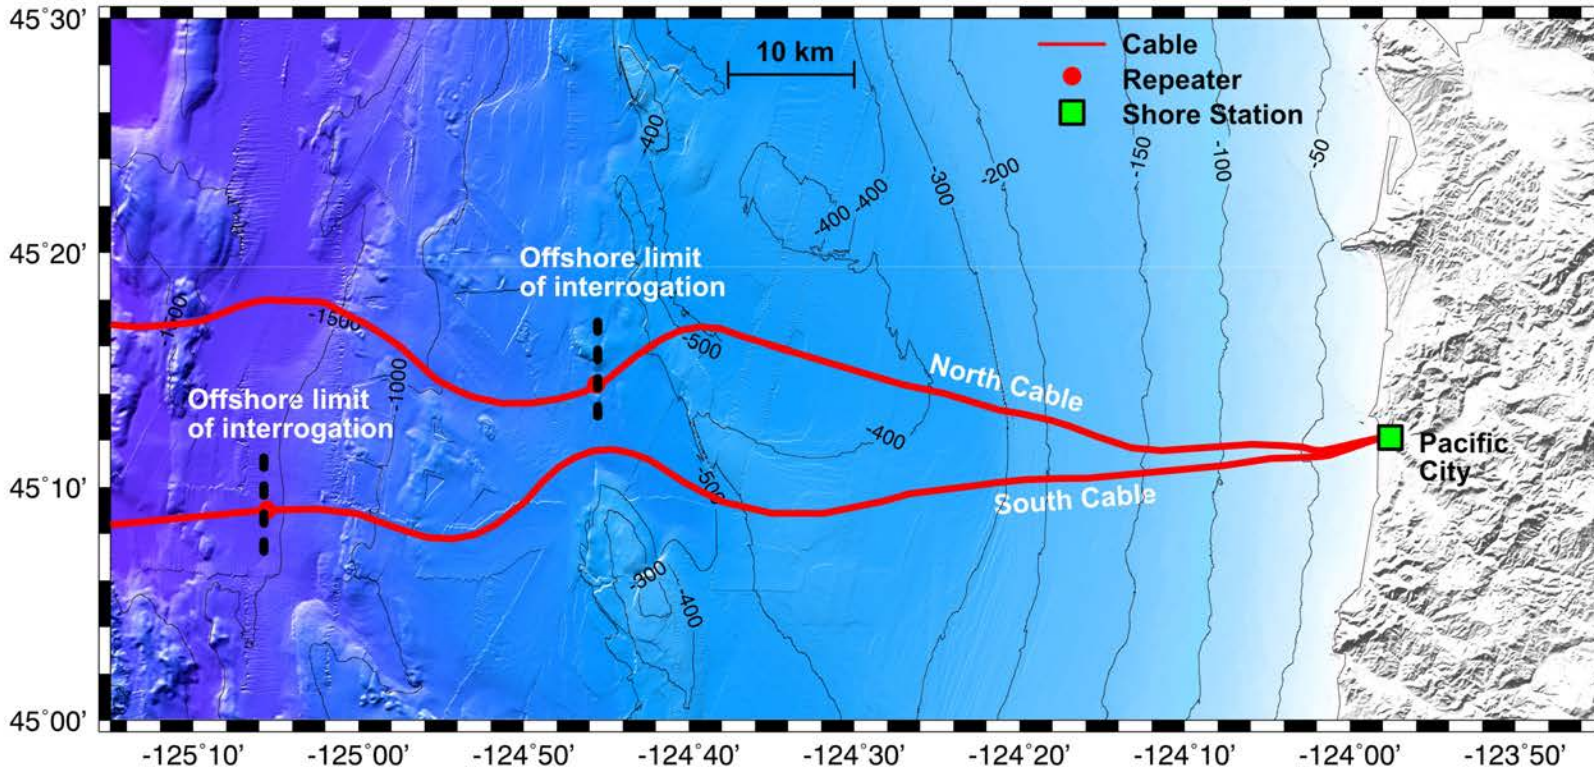 45°30'
45°20'
45°10'
45°00'
10 km
Cable
Repeater
Shore Station
-400
-400
-400
-300
-200
-150
-100
-50
Offshore limit
of interrogation
-1500
-500
-1000
North Cable
Offshore limit
of interrogation
-400
Pacific
City
-500
South Cable
-300
-400
-125°10'
-125°00'
-124°50'
-124°40'
-124°30'
-124°20'
-124°10'
-124°00'
-123°50'